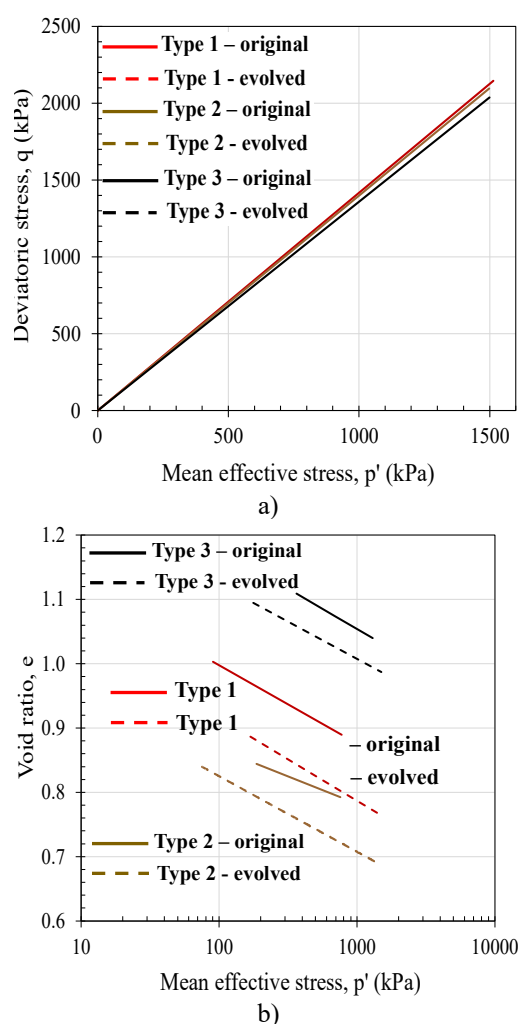 2500
2000
1500
1000
500
0
Deviatoric stress, q (kPa)
Type 1 – original
Type 1 - evolved
Type 2 – original
Type 2 - evolved
Type 3 – original
Type 3 - evolved
0 500 1000 1500
Mean effective stress, p' (kPa)
a)
1.2
1.1
1.0
0.9
0.8
0.7
0.6
Void ratio, e
Type 3 – original
Type 3 - evolved
Type 1
Type 1
– original
– evolved
Type 2 – original
Type 2 - evolved
10 100 1000 10000
Mean effective stress, p' (kPa)
b)